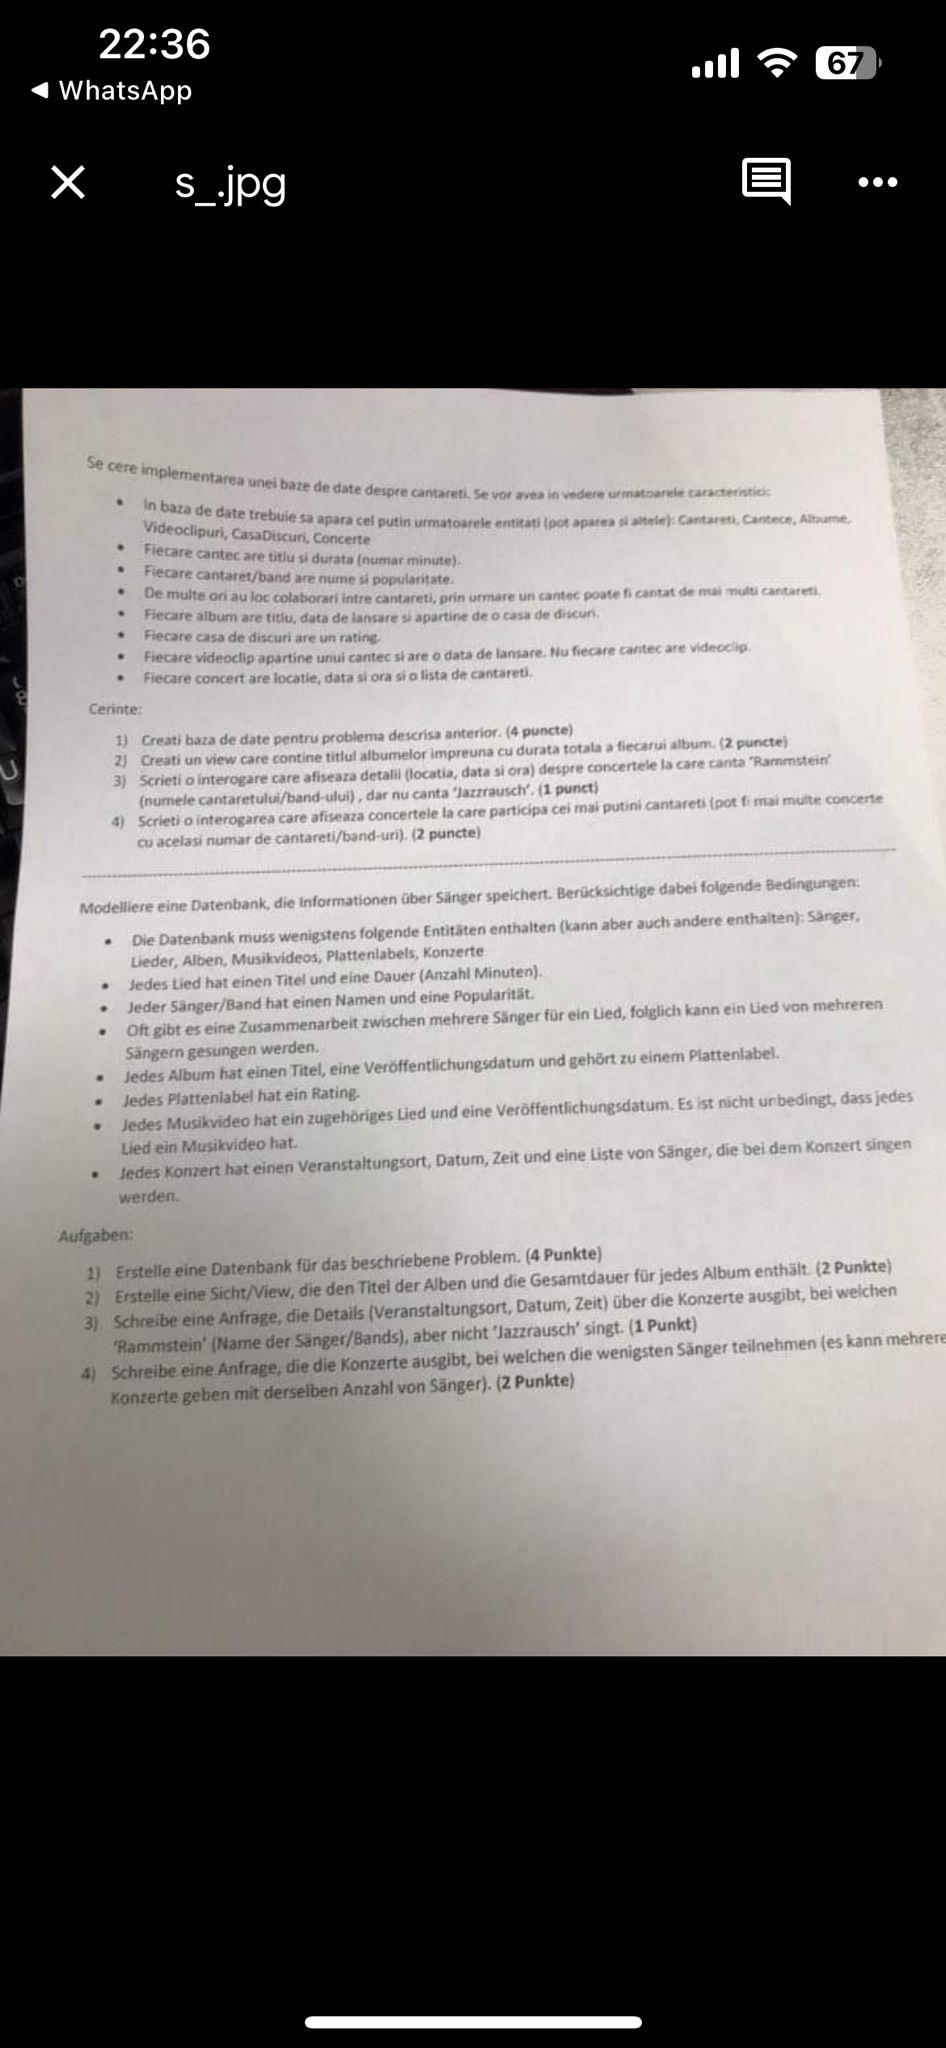 22:36
67
◀ WhatsApp
s_.jpg
Se cere implementarea unei baze de date despre cantareti. Se vor avea in vedere urmatoarele caracteristici:
• In baza de date trebuie sa apara cel putin urmatoarele entitati (pot aparea si altele): Cantareti, Cantece, Albume,
Videoclipuri, CasaDiscuri, Concerte
• Fiecare cantec are titlu si durata (numar minute).
• Fiecare cantaret/band are nume si popularitate.
• De multe ori au loc colaborari intre cantareti, prin urmare un cantec poate fi cantat de mai multi cantareti.
• Fiecare album are titlu, data de lansare si apartine de o casa de discuri.
• Fiecare casa de discuri are un rating.
• Fiecare videoclip apartine unui cantec si are o data de lansare. Nu fiecare cantec are videoclip.
• Fiecare concert are locatie, data si ora si o lista de cantareti.
Cerinte:
1) Creati baza de date pentru problema descrisa anterior. (4 puncte)
2) Creati un view care contine titlul albumelor impreuna cu durata totala a fiecarui album. (2 puncte)
3) Scrieti o interogare care afiseaza detalii (locatia, data si ora) despre concertele la care canta 'Rammstein'
(numele cantaretului/band-ului) , dar nu canta 'Jazzrausch'. (1 punct)
4) Scrieti o interogarea care afiseaza concertele la care participa cei mai putini cantareti (pot fi mai multe concerte
cu acelasi numar de cantareti/band-uri). (2 puncte)
Modelliere eine Datenbank, die Informationen über Sänger speichert. Berücksichtige dabei folgende Bedingungen:
• Die Datenbank muss wenigstens folgende Entitäten enthalten (kann aber auch andere enthalten): Sänger,
Lieder, Alben, Musikvideos, Plattenlabels, Konzerte
• Jedes Lied hat einen Titel und eine Dauer (Anzahl Minuten).
• Jeder Sänger/Band hat einen Namen und eine Popularität.
• Oft gibt es eine Zusammenarbeit zwischen mehrere Sänger für ein Lied, folglich kann ein Lied von mehreren
Sängern gesungen werden.
• Jedes Album hat einen Titel, eine Veröffentlichungsdatum und gehört zu einem Plattenlabel.
• Jedes Plattenlabel hat ein Rating.
• Jedes Musikvideo hat ein zugehöriges Lied und eine Veröffentlichungsdatum. Es ist nicht unbedingt, dass jedes
Lied ein Musikvideo hat.
• Jedes Konzert hat einen Veranstaltungsort, Datum, Zeit und eine Liste von Sänger, die bei dem Konzert singen
werden.
Aufgaben:
1) Erstelle eine Datenbank für das beschriebene Problem. (4 Punkte)
2) Erstelle eine Sicht/View, die den Titel der Alben und die Gesamtdauer für jedes Album enthält. (2 Punkte)
3) Schreibe eine Anfrage, die Details (Veranstaltungsort, Datum, Zeit) über die Konzerte ausgibt, bei welchen
'Rammstein' (Name der Sänger/Bands), aber nicht 'Jazzrausch' singt. (1 Punkt)
4) Schreibe eine Anfrage, die die Konzerte ausgibt, bei welchen die wenigsten Sänger teilnehmen (es kann mehrere
Konzerte geben mit derselben Anzahl von Sänger). (2 Punkte)